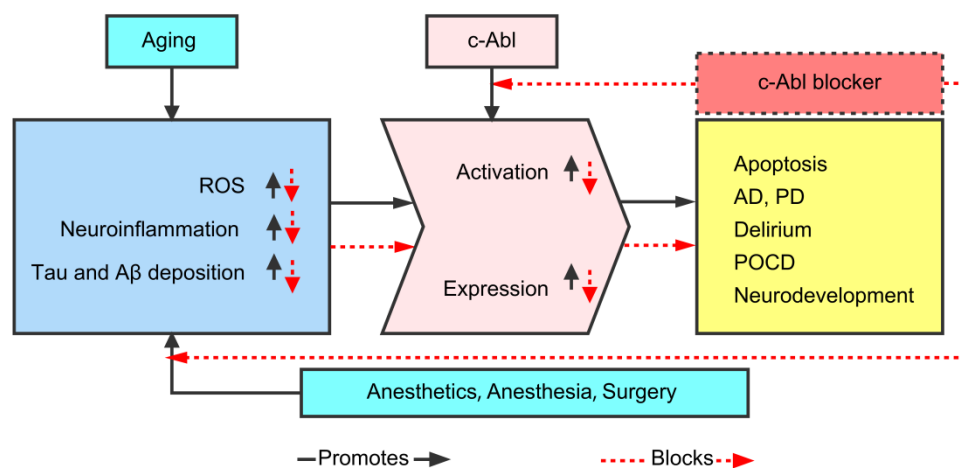 Aging
c-Abl
c-Abl blocker
ROS
Neuroinflammation
Tau and Aβ deposition
Activation
Expression
Apoptosis
AD, PD
Delirium
POCD
Neurodevelopment
Anesthetics, Anesthesia, Surgery
Promotes
Blocks